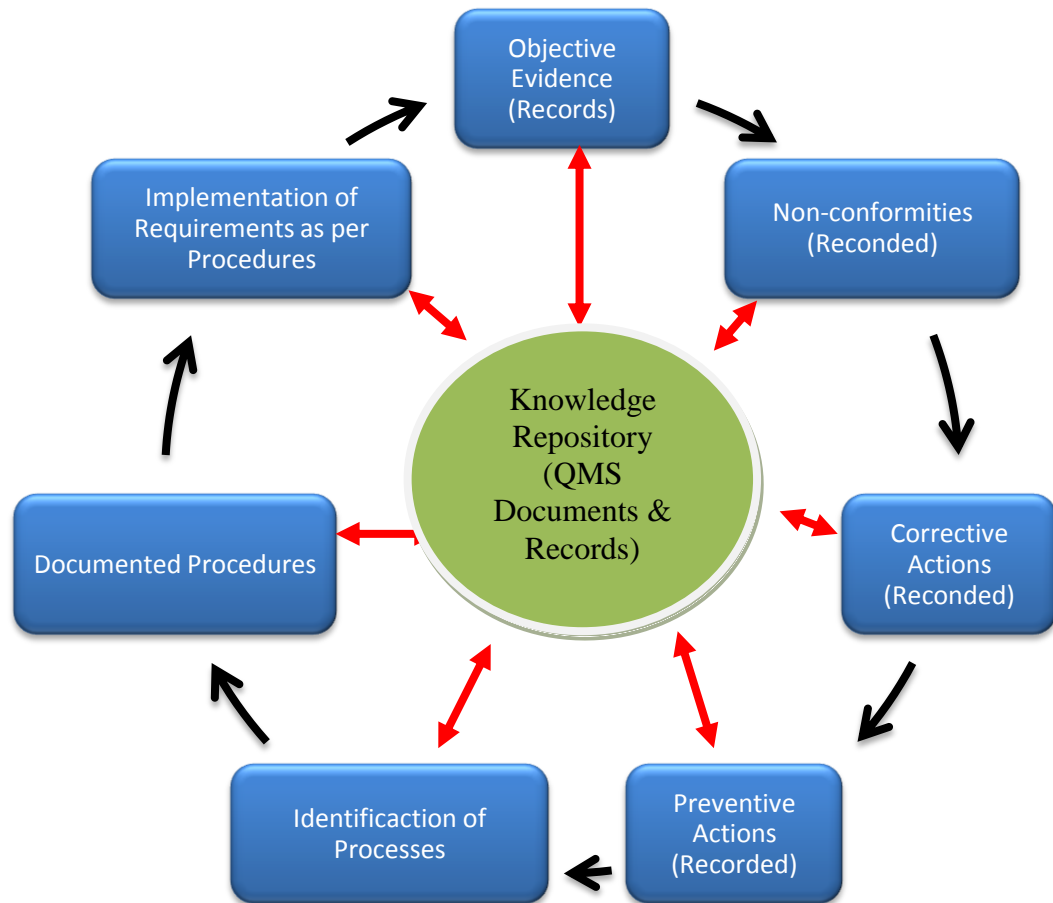 Objective
Evidence
(Records)
Implementation of
Requirements as per
Procedures
Non-conformities
(Reconded)
Knowledge
Repository
(QMS
Documents &
Records)
Documented Procedures
Corrective
Actions
(Reconded)
Identificaction of
Processes
Preventive
Actions
(Recorded)